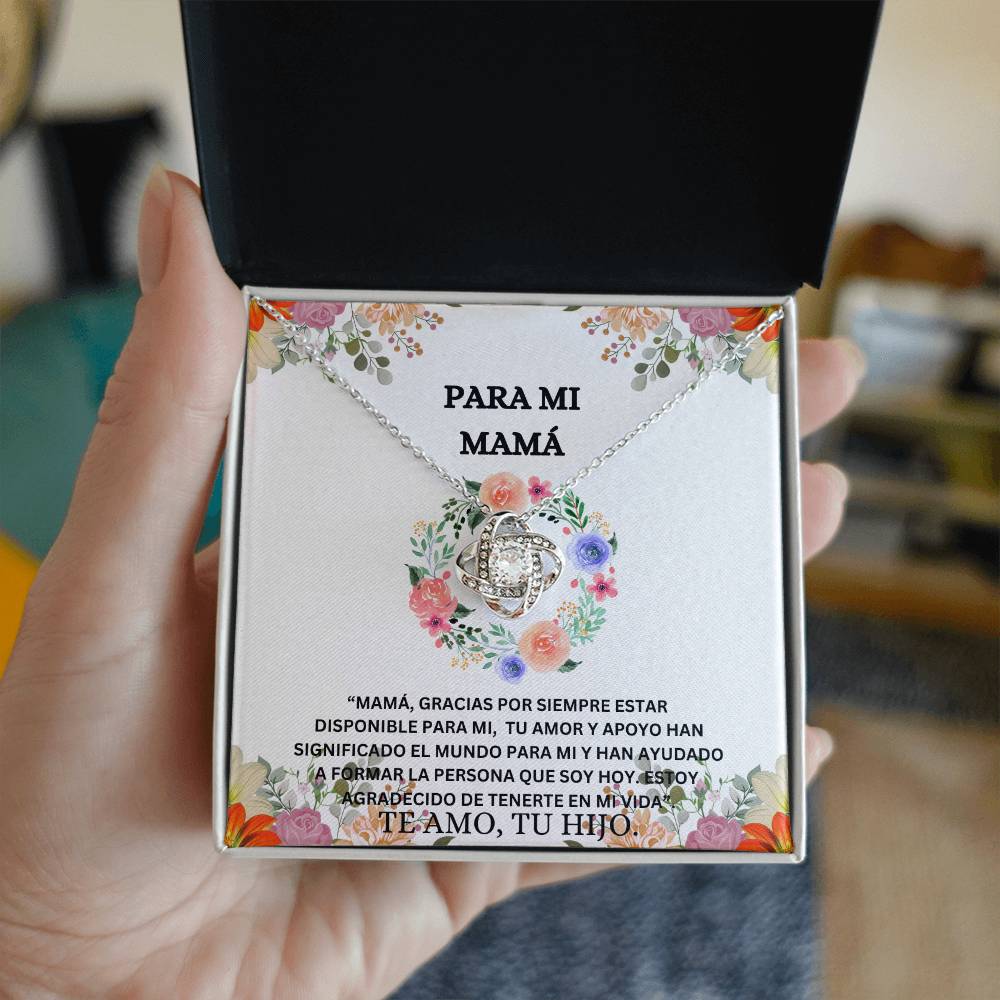 PARA MI
MAMÁ
“MAMÁ, GRACIAS POR SIEMPRE ESTAR
DISPONIBLE PARA MI, TU AMOR Y APOYO HAN
SIGNIFICADO EL MUNDO PARA MI Y HAN AYUDADO
A FORMAR LA PERSONA QUE SOY HOY. ESTOY
AGRADECIDO DE TENERTE EN MI VIDA”.
TE AMO, TU HIJO.